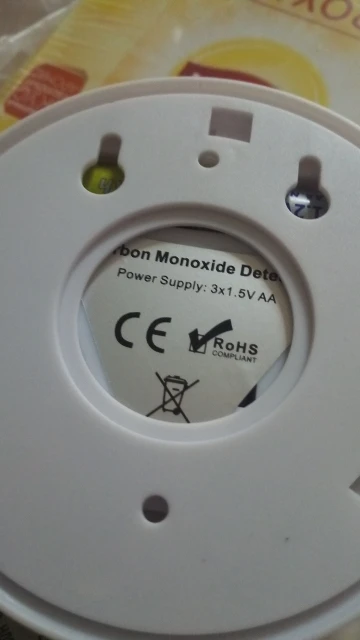 rbon Monoxide Dete
Power Supply: 3x1.5V AA
CE
RoHS
COMPLIANT